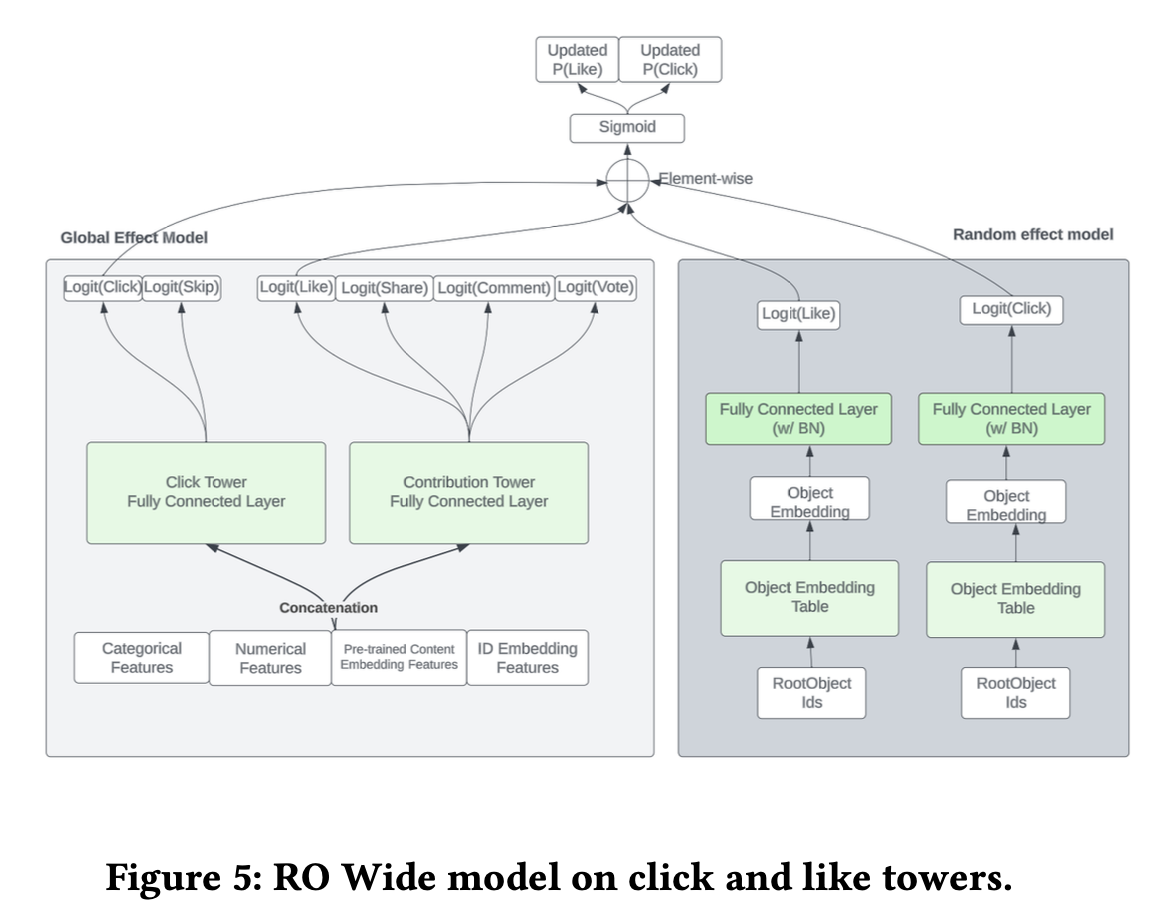 Updated
P(Like)
Updated
P(Click)
Sigmoid
Element-wise
Global Effect Model
Random effect model
Logit(Click)
Logit(Skip)
Logit(Like)
Logit(Share)
Logit(Comment)
Logit(Vote)
Logit(Like)
Logit(Click)
Click Tower
Fully Connected Layer
Contribution Tower
Fully Connected Layer
Fully Connected Layer
(w/ BN)
Fully Connected Layer
(w/ BN)
Object
Embedding
Object
Embedding
Object Embedding
Table
Object Embedding
Table
Concatenation
Categorical
Features
Numerical
Features
Pre-trained Content
Embedding Features
ID Embedding
Features
RootObject
Ids
RootObject
Ids
Figure 5: RO Wide model on click and like towers.